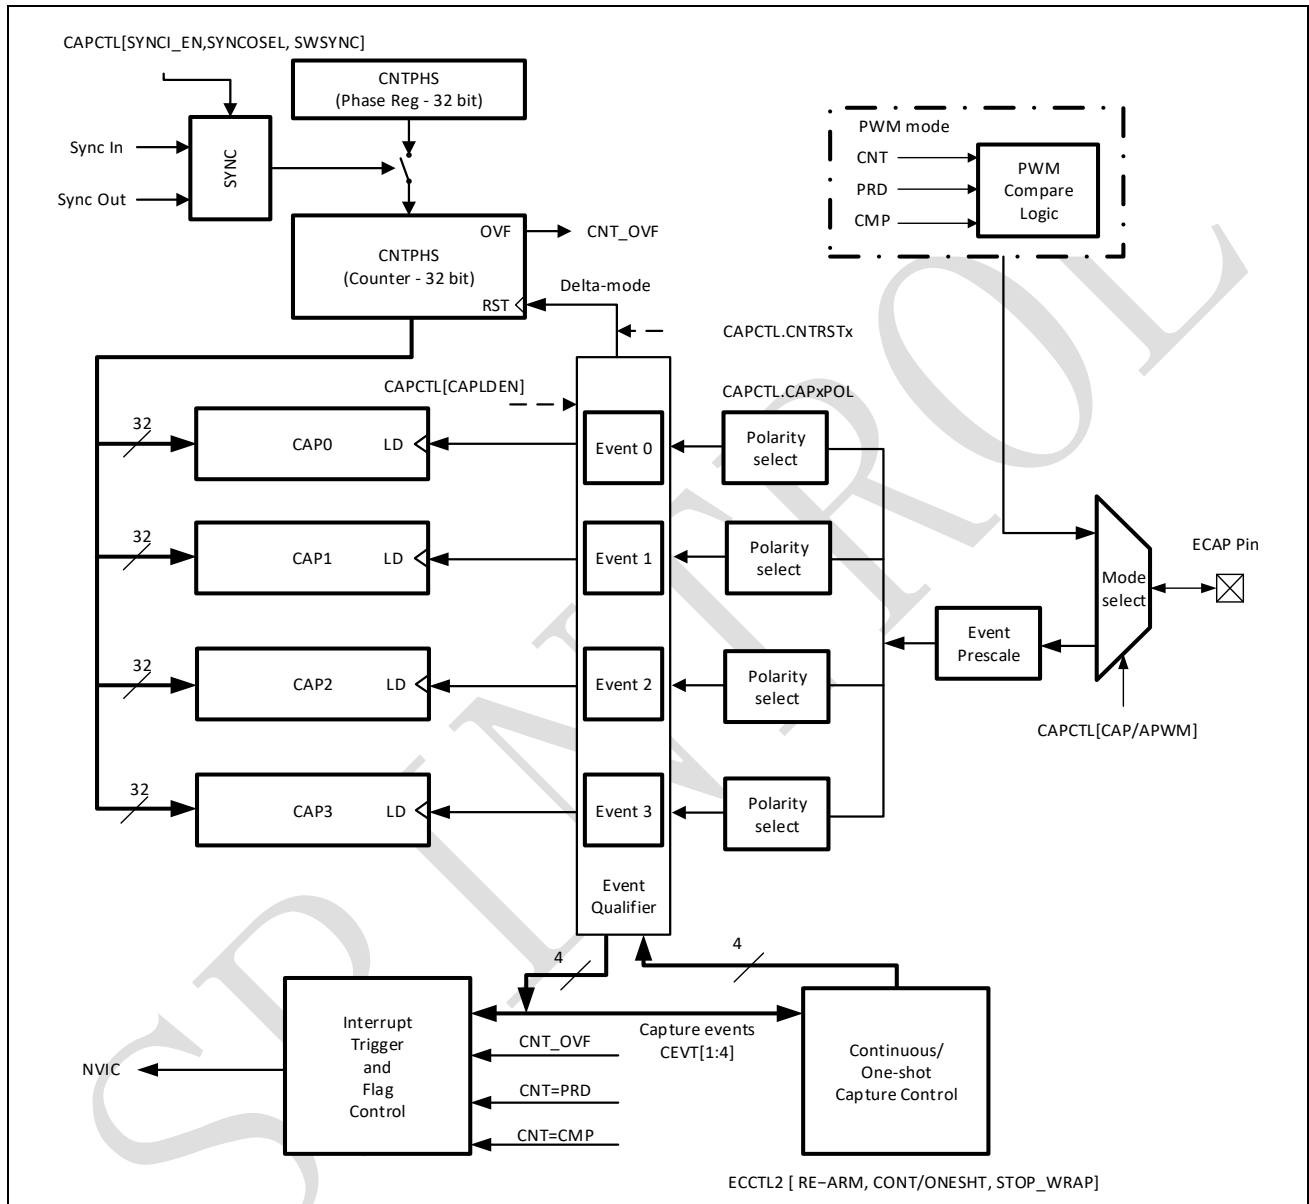 CAPCTL[SYNCI_EN,SYNCOSEL, SWSYNC]
CNTPHS
(Phase Reg - 32 bit)
Sync In
Sync Out
SYNC
OVF
CNT_OVF
CNTPHS
(Counter - 32 bit)
RST
Delta-mode
PWM mode
CNT
PRD
CMP
PWM
Compare
Logic
CAPCTL.CNTRSTx
CAPCTL[CAPLDEN]
CAPCTL.CAPxPOL
32
CAP0
LD
Event 0
Polarity
select
32
CAP1
LD
Event 1
Polarity
select
32
CAP2
LD
Event 2
Polarity
select
32
CAP3
LD
Event 3
Polarity
select
Event
Prescale
Mode
select
ECAP Pin
CAPCTL[CAP/APWM]
Event
Qualifier
4
4
Interrupt
Trigger
and
Flag
Control
NVIC
Capture events
CEVT[1:4]
CNT_OVF
CNT=PRD
CNT=CMP
Continuous/
One-shot
Capture Control
ECCTL2 [ RE−ARM, CONT/ONESHT, STOP_WRAP]
SPINTROL